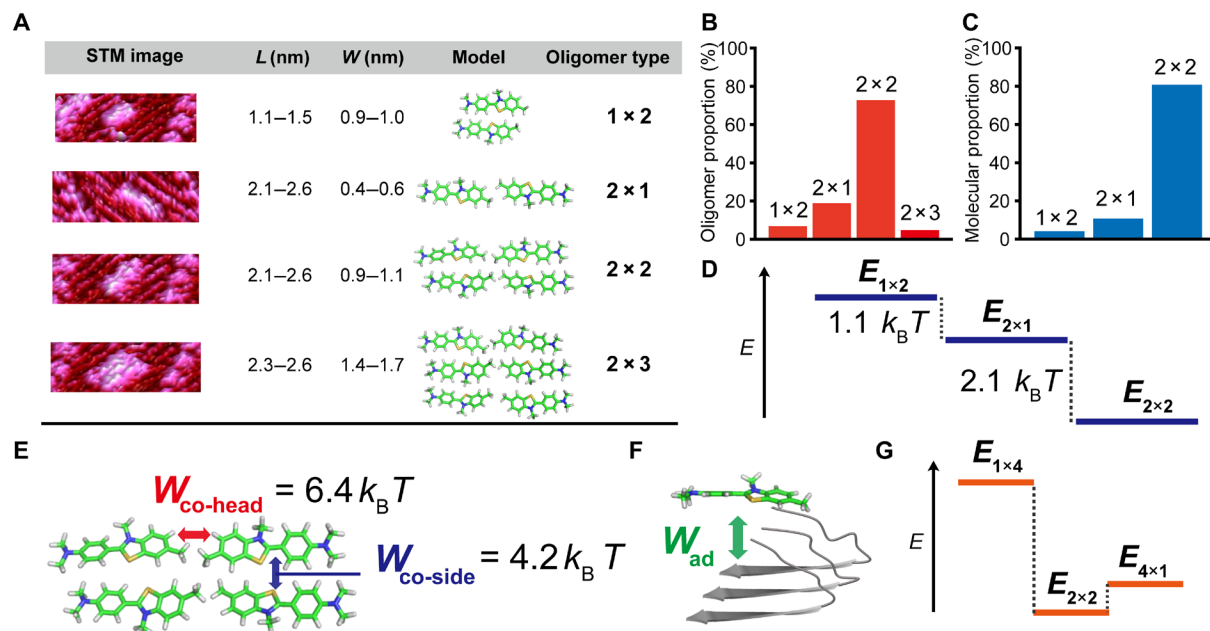 A
STM image L (nm) W (nm) Model Oligomer type
1.1–1.5 0.9–1.0 1 × 2
2.1–2.6 0.4–0.6 2 × 1
2.1–2.6 0.9–1.1 2 × 2
2.3–2.6 1.4–1.7 2 × 3
B
Oligomer proportion (%)
100
80
60
40
20
0
1 × 2
2 × 1
2 × 2
2 × 3
C
Molecular proportion (%)
100
80
60
40
20
0
1 × 2
2 × 1
2 × 2
D
E
E1×2
1.1 kBT
E2×1
2.1 kBT
E2×2
E
Wco-head = 6.4 kBT
Wco-side = 4.2 kBT
F
Wad
G
E
E1×4
E2×2
E4×1